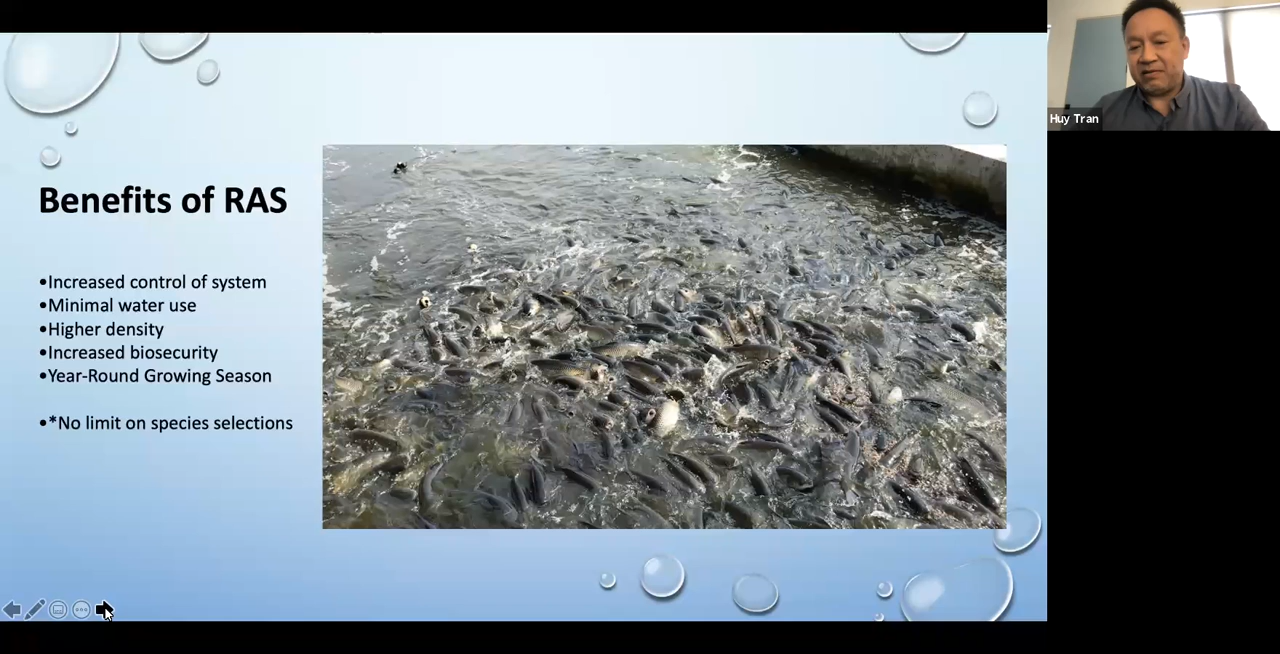 Benefits of RAS
•Increased control of system
•Minimal water use
•Higher density
•Increased biosecurity
•Year-Round Growing Season
•*No limit on species selections
Huy Tran